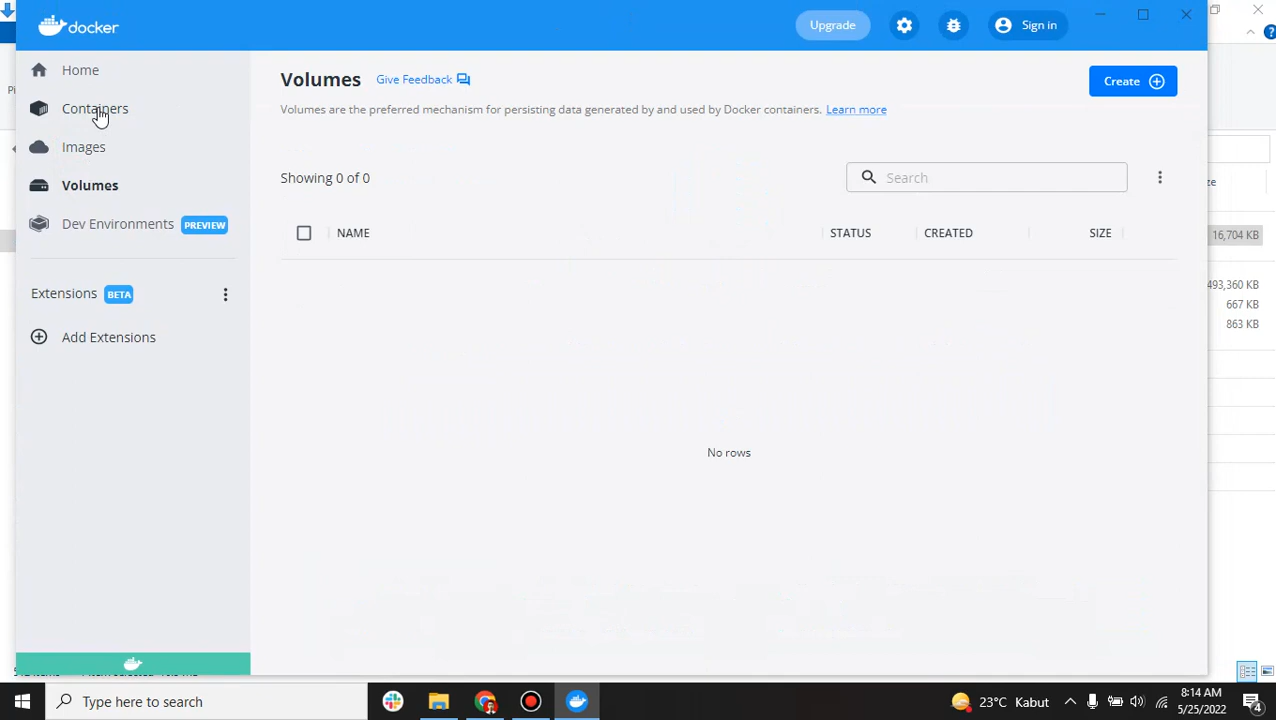 docker
Upgrade
Sign in
Home
Containers
Images
Volumes
Dev Environments PREVIEW
Extensions BETA
Add Extensions
Volumes Give Feedback
Create
Volumes are the preferred mechanism for persisting data generated by and used by Docker containers. Learn more
Showing 0 of 0
Search
NAME STATUS CREATED SIZE
No rows
16,704 KB
493,360 KB
667 KB
863 KB
Type here to search
23°C Kabut
8:14 AM
5/25/2022
4